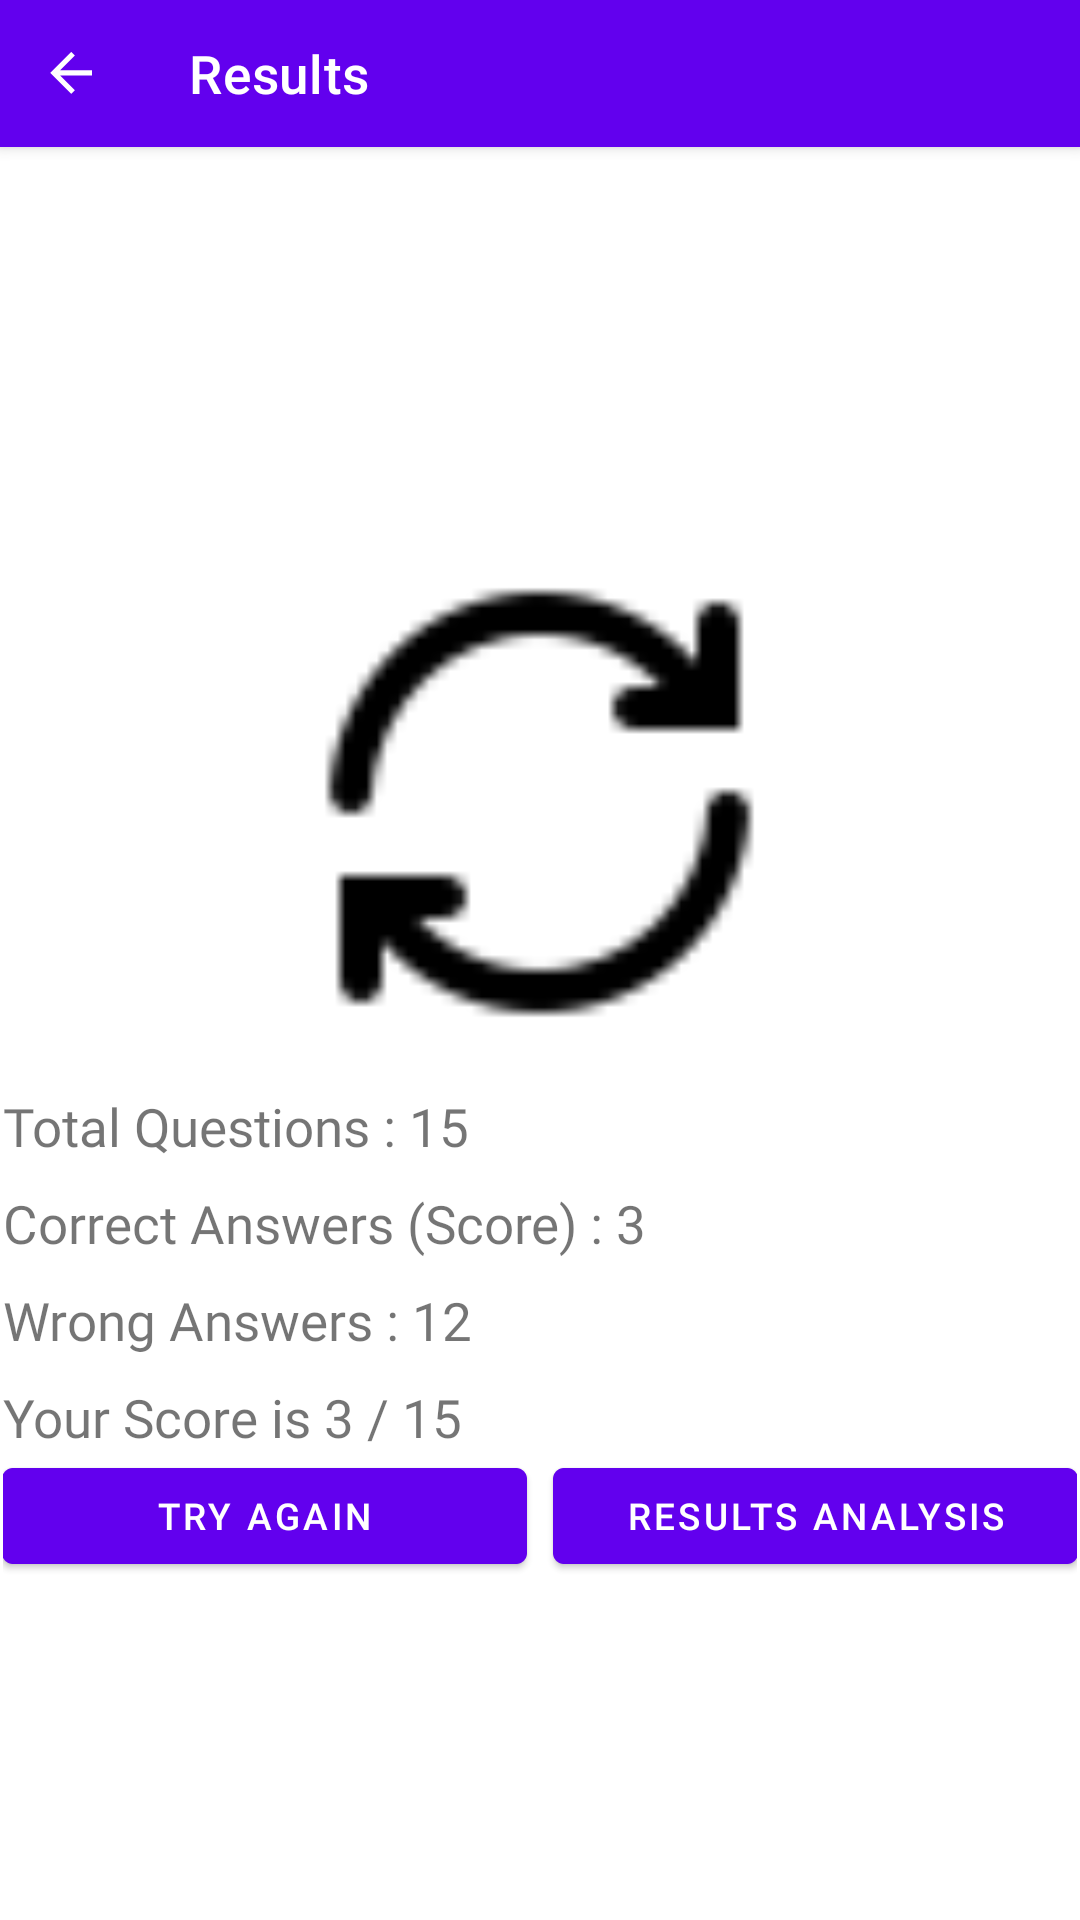 Results
Total Questions : 15
Correct Answers (Score) : 3
Wrong Answers : 12
Your Score is 3 / 15
TRY AGAIN
RESULTS ANALYSIS